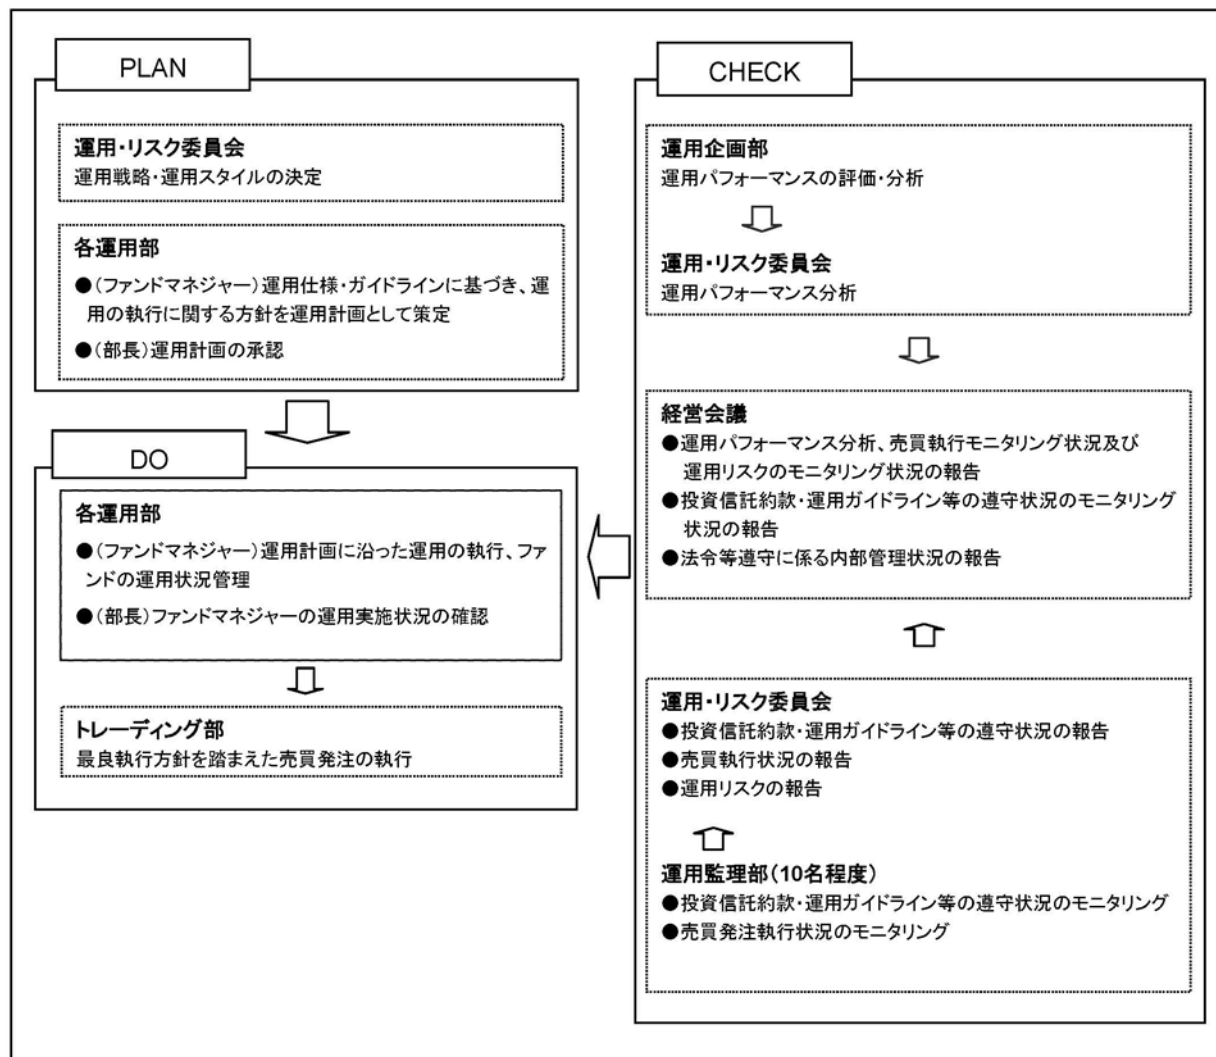 PLAN
運用・リスク委員会
運用戦略・運用スタイルの決定
各運用部
●(ファンドマネジャー)運用仕様・ガイドラインに基づき、運
用の執行に関する方針を運用計画として策定
●(部長)運用計画の承認
DO
各運用部
●(ファンドマネジャー)運用計画に沿った運用の執行、ファ
ンドの運用状況管理
●(部長)ファンドマネジャーの運用実施状況の確認
トレーディング部
最良執行方針を踏まえた売買発注の執行
CHECK
運用企画部
運用パフォーマンスの評価・分析
運用・リスク委員会
運用パフォーマンス分析
経営会議
●運用パフォーマンス分析、売買執行モニタリング状況及び
運用リスクのモニタリング状況の報告
●投資信託約款・運用ガイドライン等の遵守状況のモニタリング
状況の報告
●法令等遵守に係る内部管理状況の報告
運用・リスク委員会
●投資信託約款・運用ガイドライン等の遵守状況の報告
●売買執行状況の報告
●運用リスクの報告
運用監理部(10名程度)
●投資信託約款・運用ガイドライン等の遵守状況のモニタリング
●売買発注執行状況のモニタリング